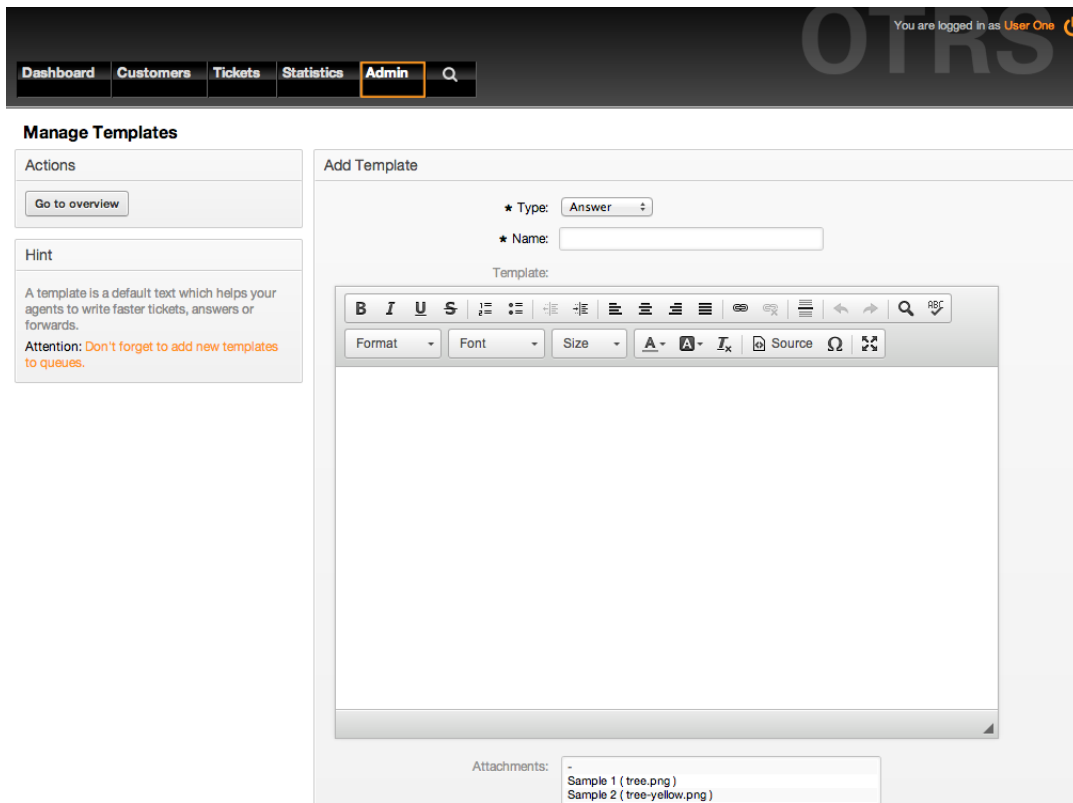 OTRS
You are logged in as User One
Dashboard Customers Tickets Statistics Admin
Manage Templates
Actions
Go to overview
Hint
A template is a default text which helps your
agents to write faster tickets, answers or
forwards.
Attention: Don't forget to add new templates
to queues.
Add Template
★ Type: Answer
★ Name:
Template:
B I U S ABC
Format Font Size A A Tx Source Ω
Attachments: -
Sample 1 ( tree.png )
Sample 2 ( tree-yellow.png )